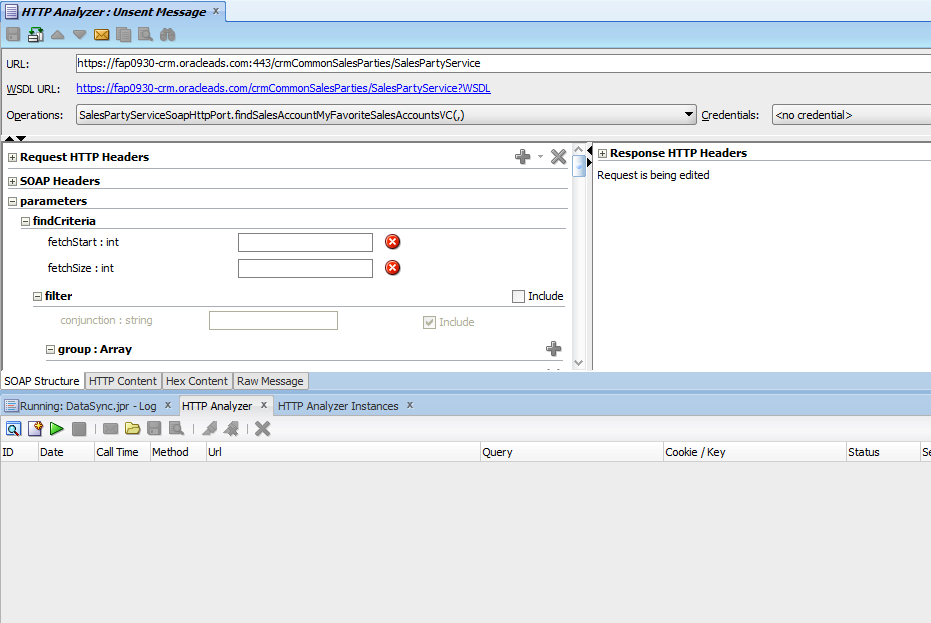 HTTP Analyzer : Unsent Message x
URL: https://fap0930-crm.oracleads.com:443/crmCommonSalesParties/SalesPartyService
WSDL URL: https://fap0930-crm.oracleads.com/crmCommonSalesParties/SalesPartyService?WSDL
Operations: SalesPartyServiceSoapHttpPort.findSalesAccountMyFavoriteSalesAccountsVC(,) Credentials: <no credential>
Request HTTP Headers
SOAP Headers
parameters
findCriteria
fetchStart : int
fetchSize : int
filter Include
conjunction : string Include
group : Array
Response HTTP Headers
Request is being edited
SOAP Structure HTTP Content Hex Content Raw Message
Running: DataSync.jpr - Log x HTTP Analyzer x HTTP Analyzer Instances x
ID Date Call Time Method Url Query Cookie / Key Status Se